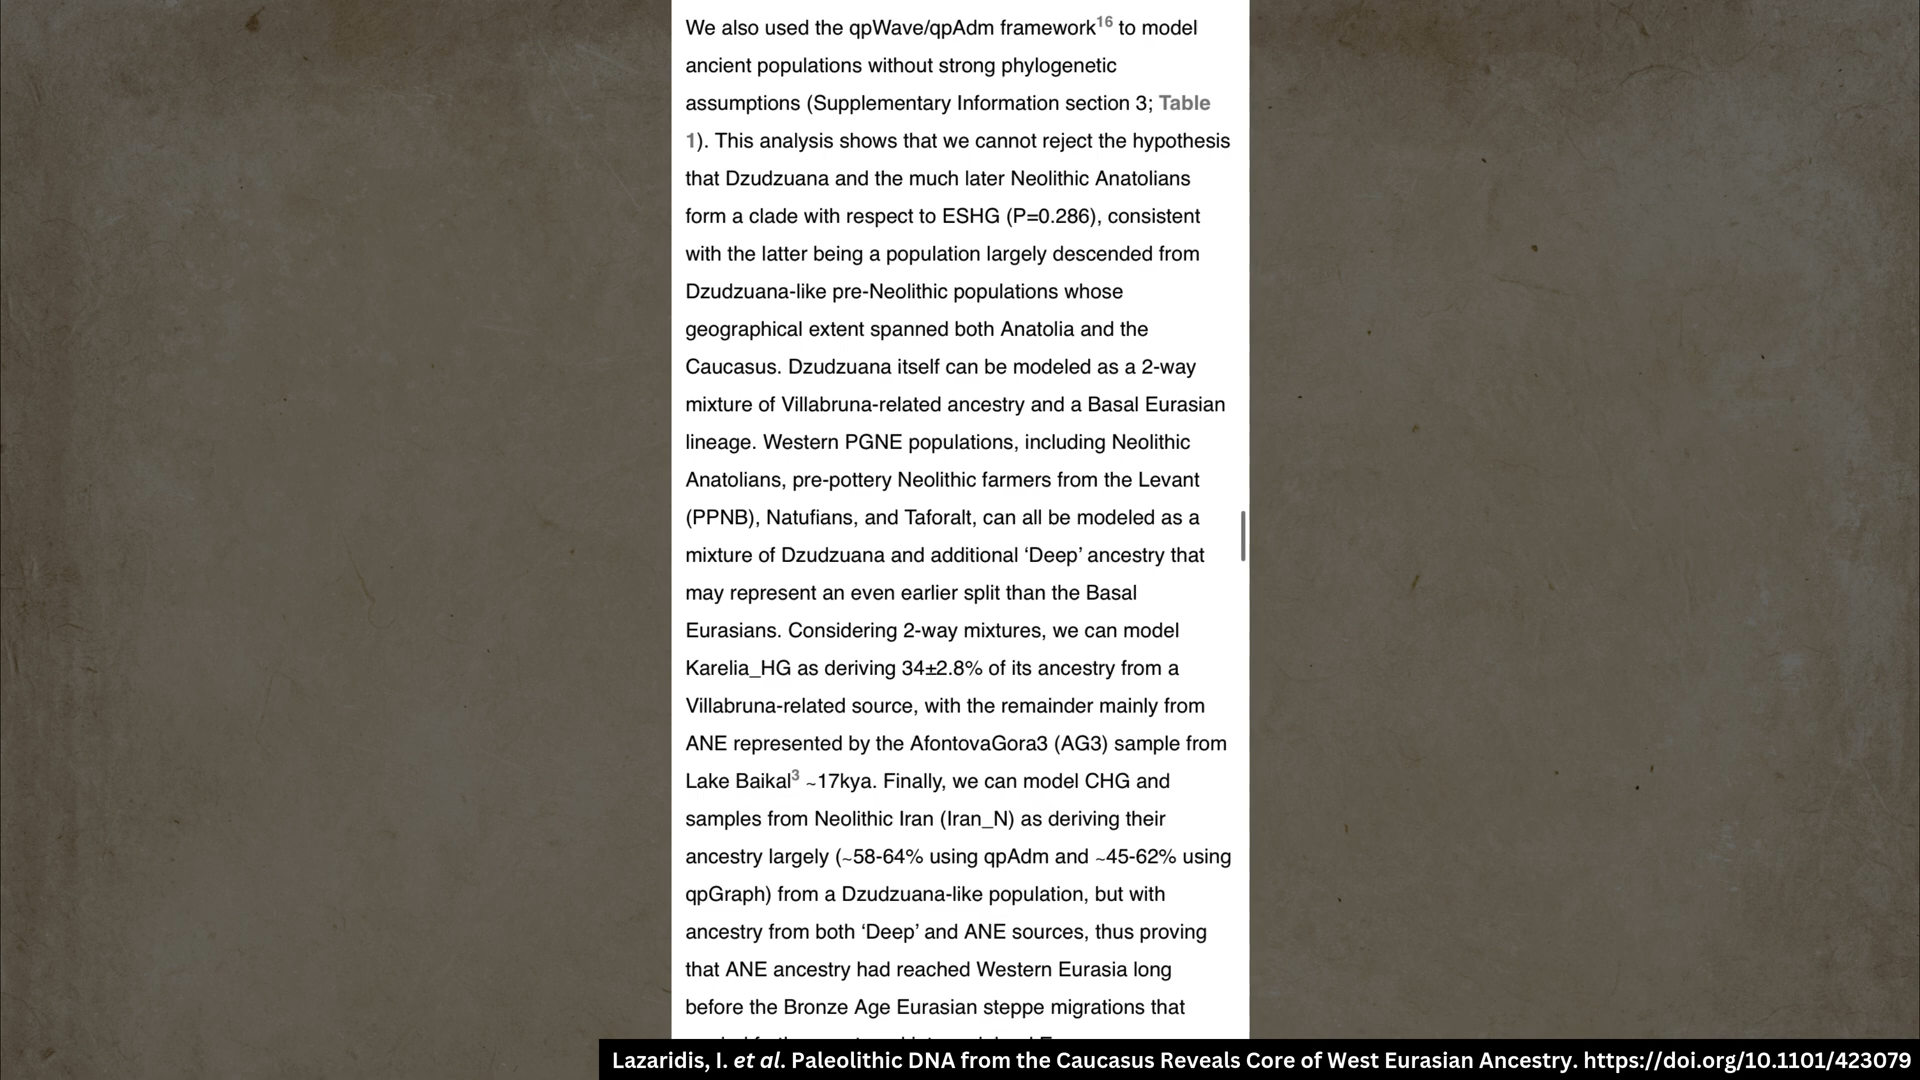 We also used the qpWave/qpAdm framework16 to model
ancient populations without strong phylogenetic
assumptions (Supplementary Information section 3; Table
1). This analysis shows that we cannot reject the hypothesis
that Dzudzuana and the much later Neolithic Anatolians
form a clade with respect to ESHG (P=0.286), consistent
with the latter being a population largely descended from
Dzudzuana-like pre-Neolithic populations whose
geographical extent spanned both Anatolia and the
Caucasus. Dzudzuana itself can be modeled as a 2-way
mixture of Villabruna-related ancestry and a Basal Eurasian
lineage. Western PGNE populations, including Neolithic
Anatolians, pre-pottery Neolithic farmers from the Levant
(PPNB), Natufians, and Taforalt, can all be modeled as a
mixture of Dzudzuana and additional ‘Deep’ ancestry that
may represent an even earlier split than the Basal
Eurasians. Considering 2-way mixtures, we can model
Karelia_HG as deriving 34±2.8% of its ancestry from a
Villabruna-related source, with the remainder mainly from
ANE represented by the AfontovaGora3 (AG3) sample from
Lake Baikal3 ~17kya. Finally, we can model CHG and
samples from Neolithic Iran (Iran_N) as deriving their
ancestry largely (~58-64% using qpAdm and ~45-62% using
qpGraph) from a Dzudzuana-like population, but with
ancestry from both ‘Deep’ and ANE sources, thus proving
that ANE ancestry had reached Western Eurasia long
before the Bronze Age Eurasian steppe migrations that
Lazaridis, I. et al. Paleolithic DNA from the Caucasus Reveals Core of West Eurasian Ancestry. https://doi.org/10.1101/423079